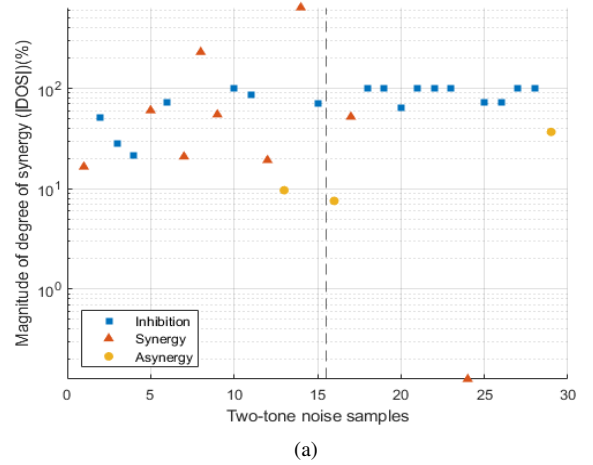 Magnitude of degree of synergy (|DOSI|)(%)
10^2
10^1
10^0
Inhibition
Synergy
Asynergy
0 5 10 15 20 25 30
Two-tone noise samples
(a)